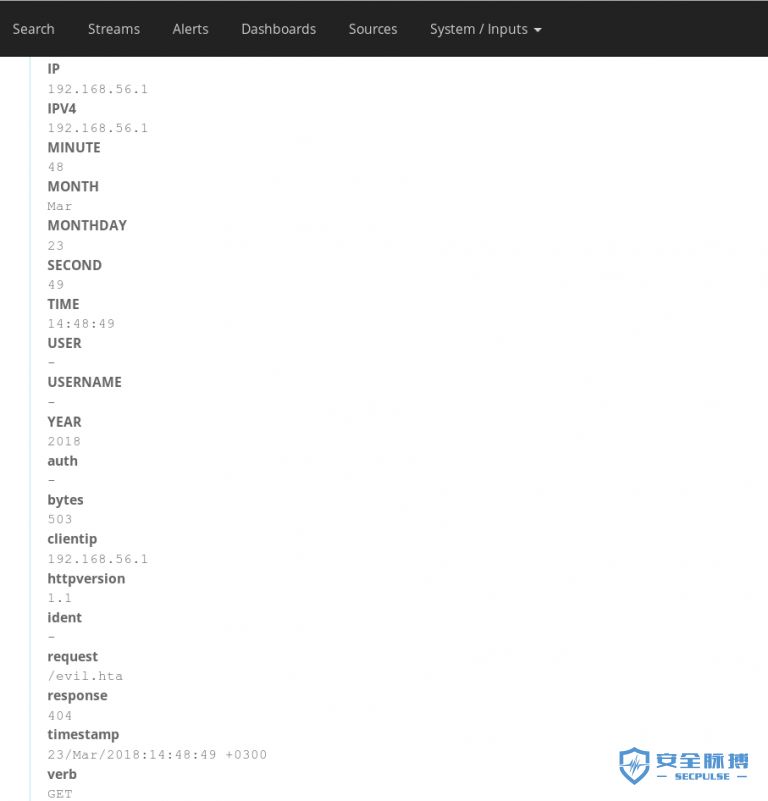 Search Streams Alerts Dashboards Sources System / Inputs
IP
192.168.56.1
IPV4
192.168.56.1
MINUTE
48
MONTH
Mar
MONTHDAY
23
SECOND
49
TIME
14:48:49
USER
-
USERNAME
-
YEAR
2018
auth
-
bytes
503
clientip
192.168.56.1
httpversion
1.1
ident
-
request
/evil.hta
response
404
timestamp
23/Mar/2018:14:48:49 +0300
verb
GET
安全脉搏
SECPULSE